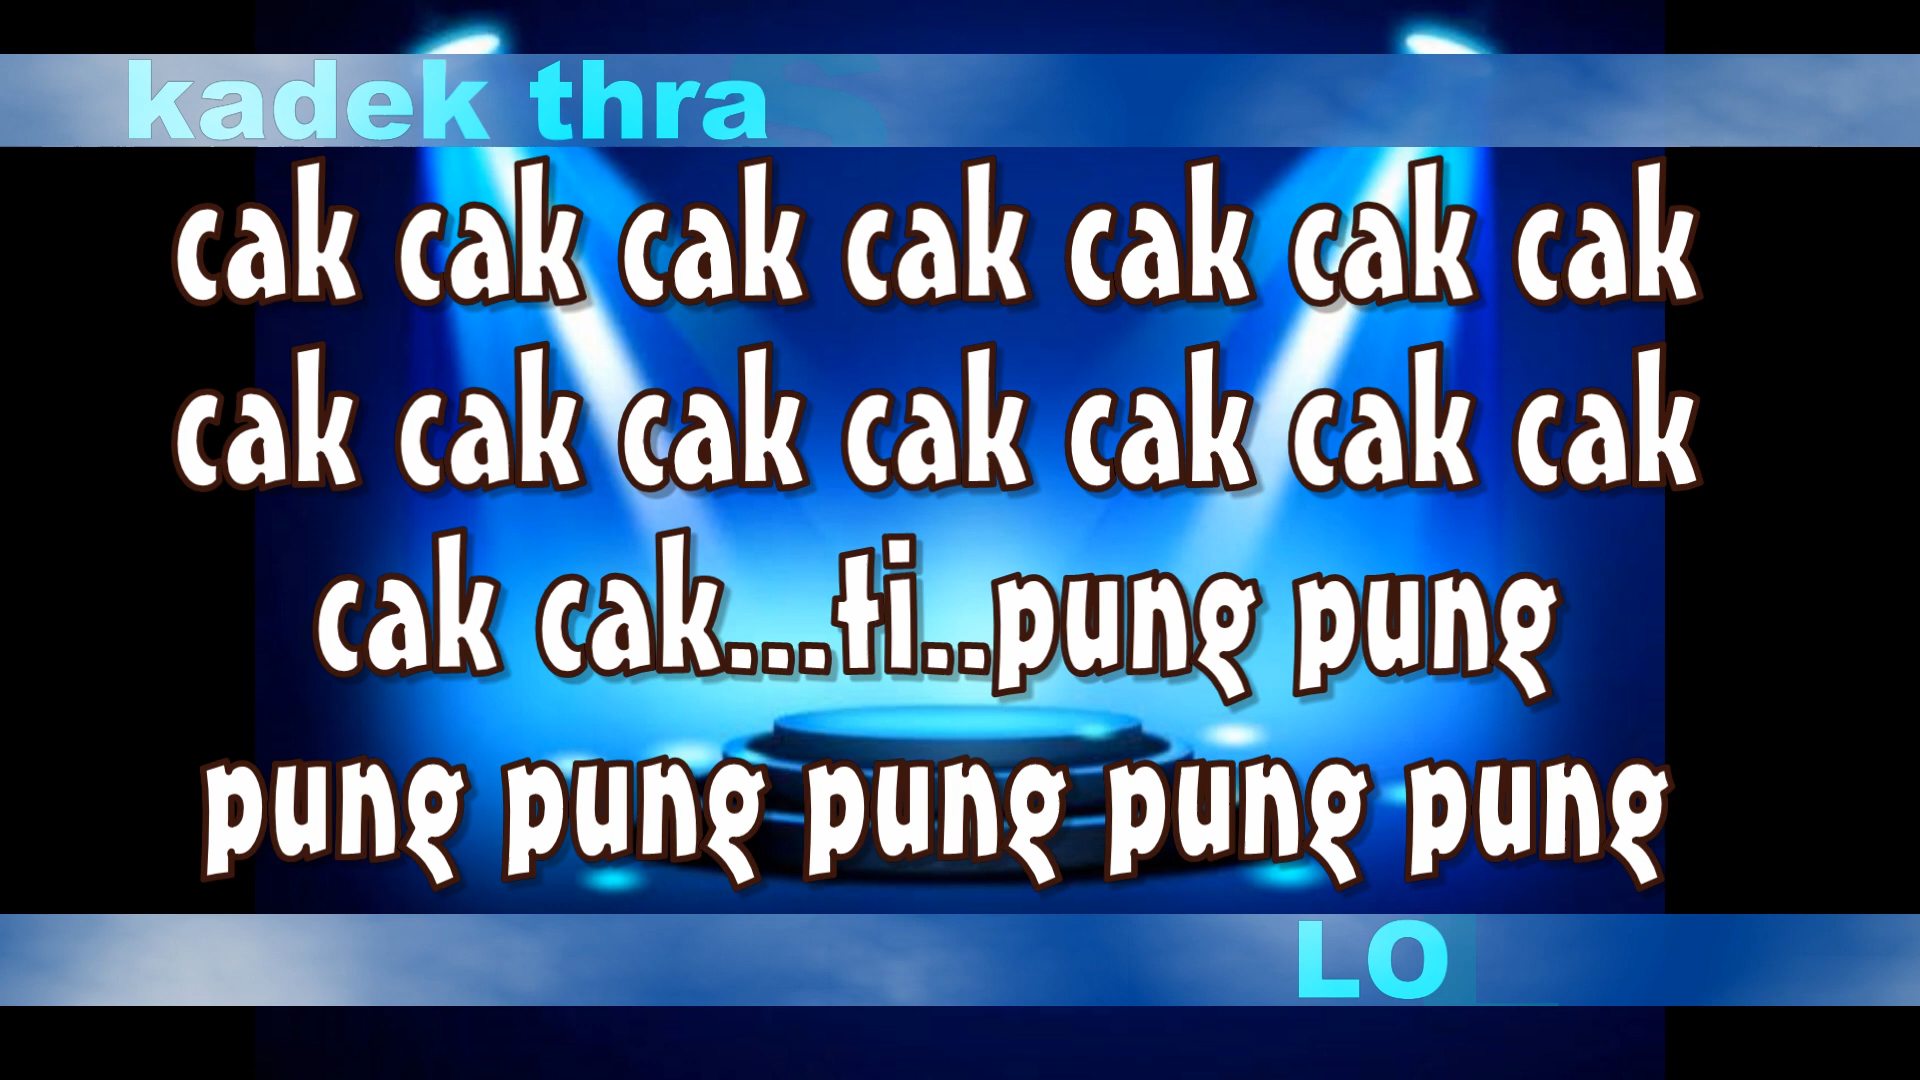 kadek thra
cak cak cak cak cak cak cak
cak cak cak cak cak cak cak
cak cak...ti..pung pung
pung pung pung pung pung
LO